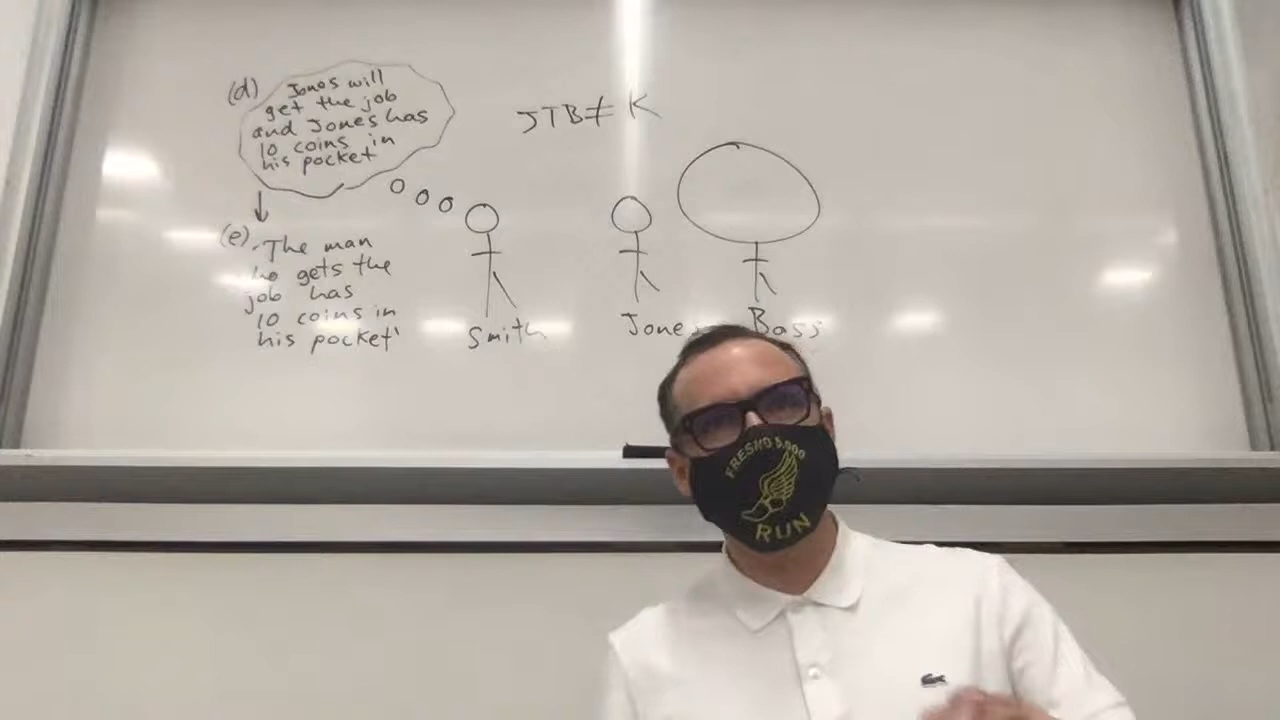 (d)
Jones will
get the job
and Jones has
10 coins in
his pocket
JTB ≠ K
(e)
The man
gets the
job has
10 coins in
his pocket
Smith
Jones
Boss
FRESNO 5,000
RUN